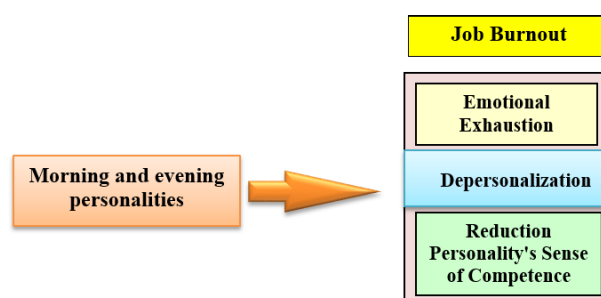 Job Burnout
Emotional
Exhaustion
Morning and evening
personalities
Depersonalization
Reduction
Personality's Sense
of Competence